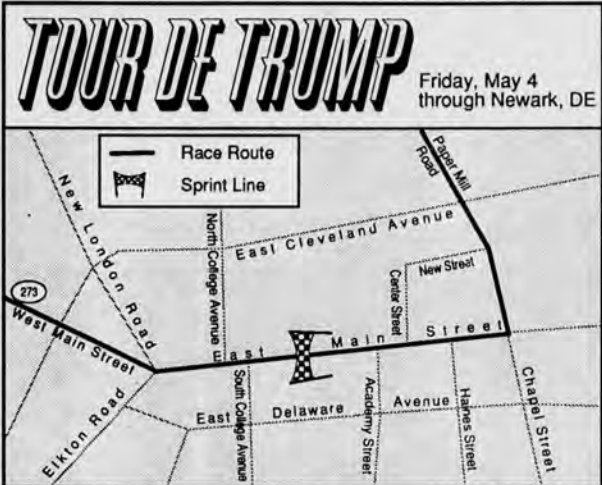 TOUR DE TRUMP
Friday, May 4
through Newark, DE
Race Route
Sprint Line
New London Road
North College Avenue
East Cleveland Avenue
Paper Mill
Road
New Street
Center Street
273
West Main Street
East Main Street
Elkton Road
South College Avenue
East Delaware Avenue
Academy Street
Haines Street
Chapel Street